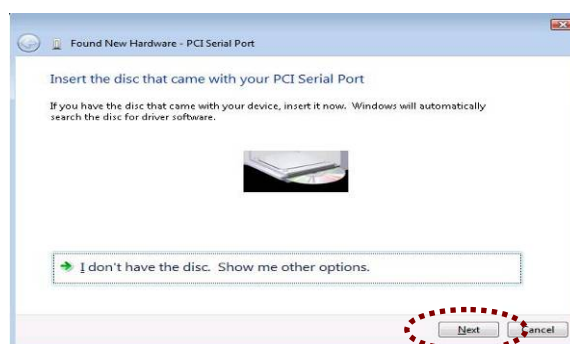 Found New Hardware - PCI Serial Port
Insert the disc that came with your PCI Serial Port
If you have the disc that came with your device, insert it now. Windows will automatically
search the disc for driver software.
I don't have the disc. Show me other options.
Next Cancel